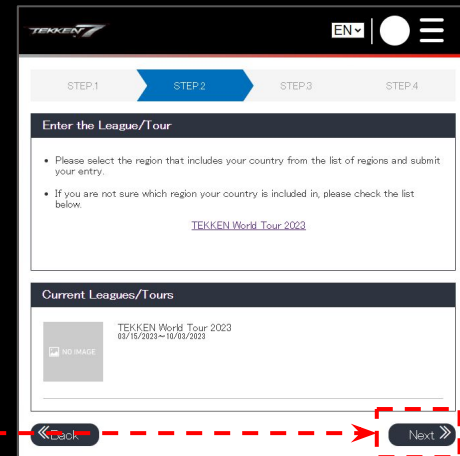 TEKKEN 7
EN
STEP.1
STEP.2
STEP.3
STEP.4
Enter the League/Tour
• Please select the region that includes your country from the list of regions and submit
your entry.
• If you are not sure which region your country is included in, please check the list
below.
TEKKEN World Tour 2023
Current Leagues/Tours
NO IMAGE
TEKKEN World Tour 2023
03/15/2023~10/03/2023
Back
Next